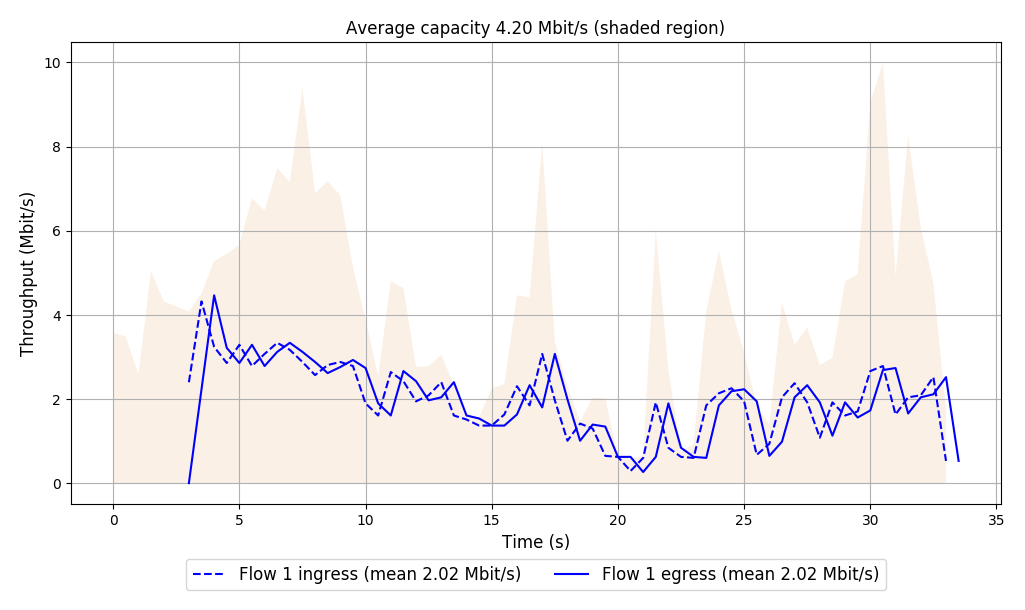 Average capacity 4.20 Mbit/s (shaded region)
Throughput (Mbit/s)
10
8
6
4
2
0
0 5 10 15 20 25 30 35
Time (s)
Flow 1 ingress (mean 2.02 Mbit/s) Flow 1 egress (mean 2.02 Mbit/s)